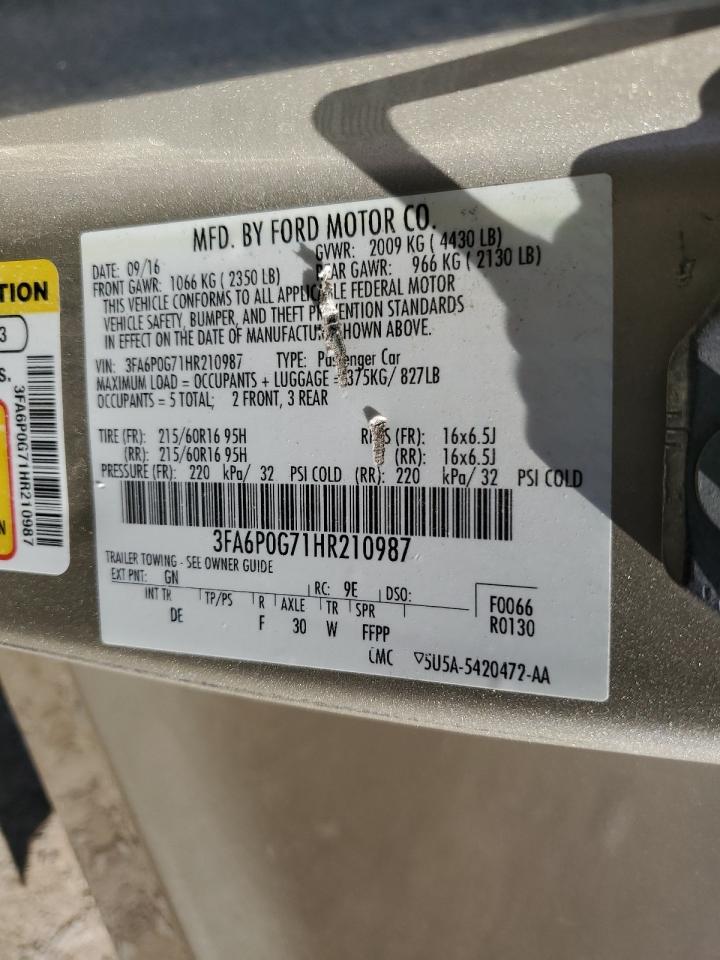 MFD. BY FORD MOTOR CO.
DATE: 09/16 GVWR: 2009 KG ( 4430 LB)
FRONT GAWR: 1066 KG ( 2350 LB) REAR GAWR: 966 KG ( 2130 LB)
THIS VEHICLE CONFORMS TO ALL APPLICABLE FEDERAL MOTOR
VEHICLE SAFETY, BUMPER, AND THEFT PREVENTION STANDARDS
IN EFFECT ON THE DATE OF MANUFACTURE SHOWN ABOVE.
VIN: 3FA6P0G71HR210987 TYPE: Passenger Car
MAXIMUM LOAD = OCCUPANTS + LUGGAGE = 375KG/ 827LB
OCCUPANTS = 5 TOTAL; 2 FRONT, 3 REAR
TIRE (FR): 215/60R16 95H RIMS (FR): 16x6.5J
(RR): 215/60R16 95H (RR): 16x6.5J
PRESSURE (FR): 220 kPa/ 32 PSI COLD (RR): 220 kPa/ 32 PSI COLD
3FA6P0G71HR210987
TRAILER TOWING - SEE OWNER GUIDE
EXT PNT: GN RC: 9E DSO:
INT TR TP/PS R AXLE TR SPR F0066
DE F 30 W FFPP R0130
CMC ▽5U5A-5420472-AA
TION
3
S.
3FA6P0G71HR210987
N